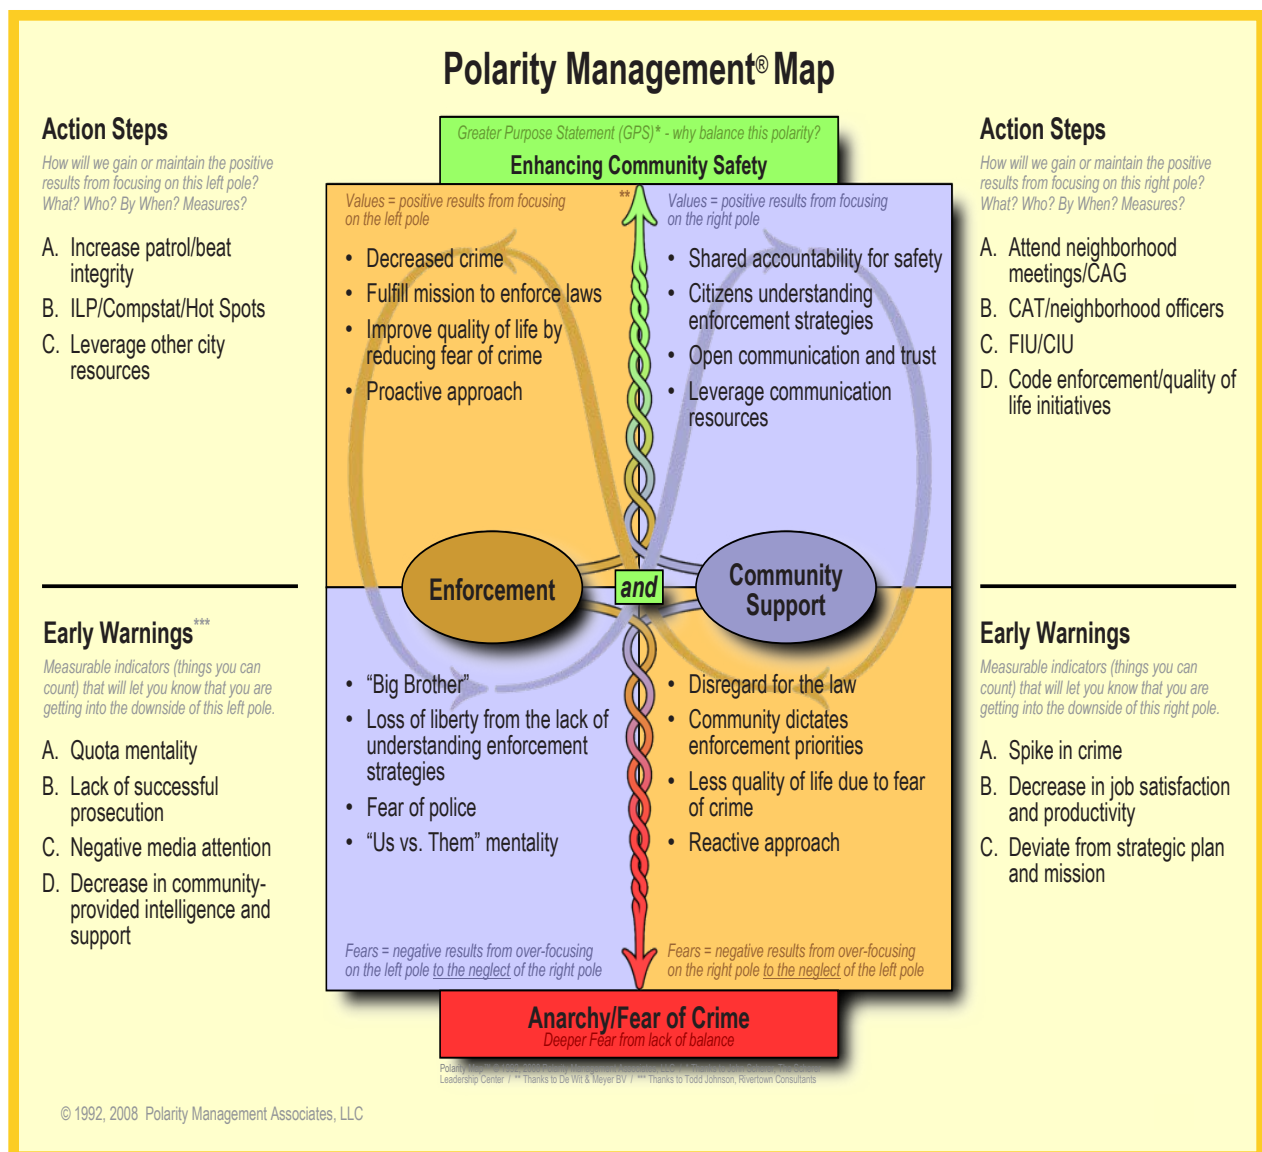 Polarity Management® Map
Action Steps
How will we gain or maintain the positive
results from focusing on this left pole?
What? Who? By When? Measures?
A. Increase patrol/beat
integrity
B. ILP/Compstat/Hot Spots
C. Leverage other city
resources
Early Warnings***
Measurable indicators (things you can
count) that will let you know that you are
getting into the downside of this left pole.
A. Quota mentality
B. Lack of successful
prosecution
C. Negative media attention
D. Decrease in community-
provided intelligence and
support
Greater Purpose Statement (GPS)* - why balance this polarity?
Enhancing Community Safety
Values = positive results from focusing
on the left pole
**
• Decreased crime
• Fulfill mission to enforce laws
• Improve quality of life by
reducing fear of crime
• Proactive approach
Values = positive results from focusing
on the right pole
• Shared accountability for safety
• Citizens understanding
enforcement strategies
• Open communication and trust
• Leverage communication
resources
Enforcement
and
Community
Support
• “Big Brother”
• Loss of liberty from the lack of
understanding enforcement
strategies
• Fear of police
• “Us vs. Them” mentality
Fears = negative results from over-focusing
on the left pole to the neglect of the right pole
• Disregard for the law
• Community dictates
enforcement priorities
• Less quality of life due to fear
of crime
• Reactive approach
Fears = negative results from over-focusing
on the right pole to the neglect of the left pole
Anarchy/Fear of Crime
Deeper Fear from lack of balance
Leadership Center / ** Thanks to De Wit & Meyer BV / *** Thanks to Todd Johnson, Rivertown Consultants
Action Steps
How will we gain or maintain the positive
results from focusing on this right pole?
What? Who? By When? Measures?
A. Attend neighborhood
meetings/CAG
B. CAT/neighborhood officers
C. FIU/CIU
D. Code enforcement/quality of
life initiatives
Early Warnings
Measurable indicators (things you can
count) that will let you know that you are
getting into the downside of this right pole.
A. Spike in crime
B. Decrease in job satisfaction
and productivity
C. Deviate from strategic plan
and mission
© 1992, 2008 Polarity Management Associates, LLC